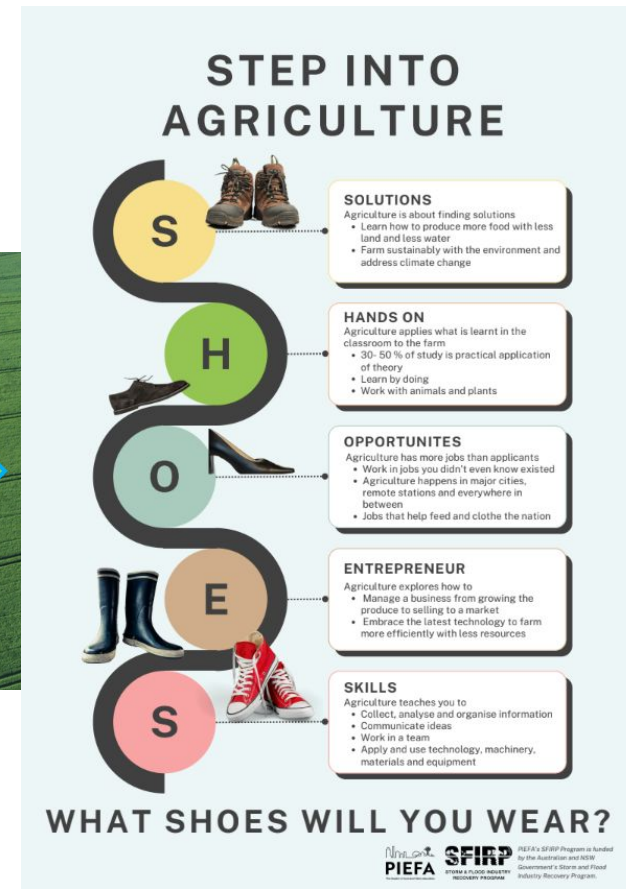 STEP INTO
AGRICULTURE
S
SOLUTIONS
Agriculture is about finding solutions
• Learn how to produce more food with less
land and less water
• Farm sustainably with the environment and
address climate change
H
HANDS ON
Agriculture applies what is learnt in the
classroom to the farm
• 30- 50 % of study is practical application
of theory
• Learn by doing
• Work with animals and plants
O
OPPORTUNITES
Agriculture has more jobs than applicants
• Work in jobs you didn't even know existed
• Agriculture happens in major cities,
remote stations and everywhere in
between
• Jobs that help feed and clothe the nation
E
ENTREPRENEUR
Agriculture explores how to
• Manage a business from growing the
produce to selling to a market
• Embrace the latest technology to farm
more efficiently with less resources
S
SKILLS
Agriculture teaches you to
• Collect, analyse and organise information
• Communicate ideas
• Work in a team
• Apply and use technology, machinery,
materials and equipment
WHAT SHOES WILL YOU WEAR?
PIEFA
SFIRP
STORM & FLOOD INDUSTRY
RECOVERY PROGRAM
PIEFA's SFIRP Program is funded
by the Australian and NSW
Government's Storm and Flood
Industry Recovery Program.